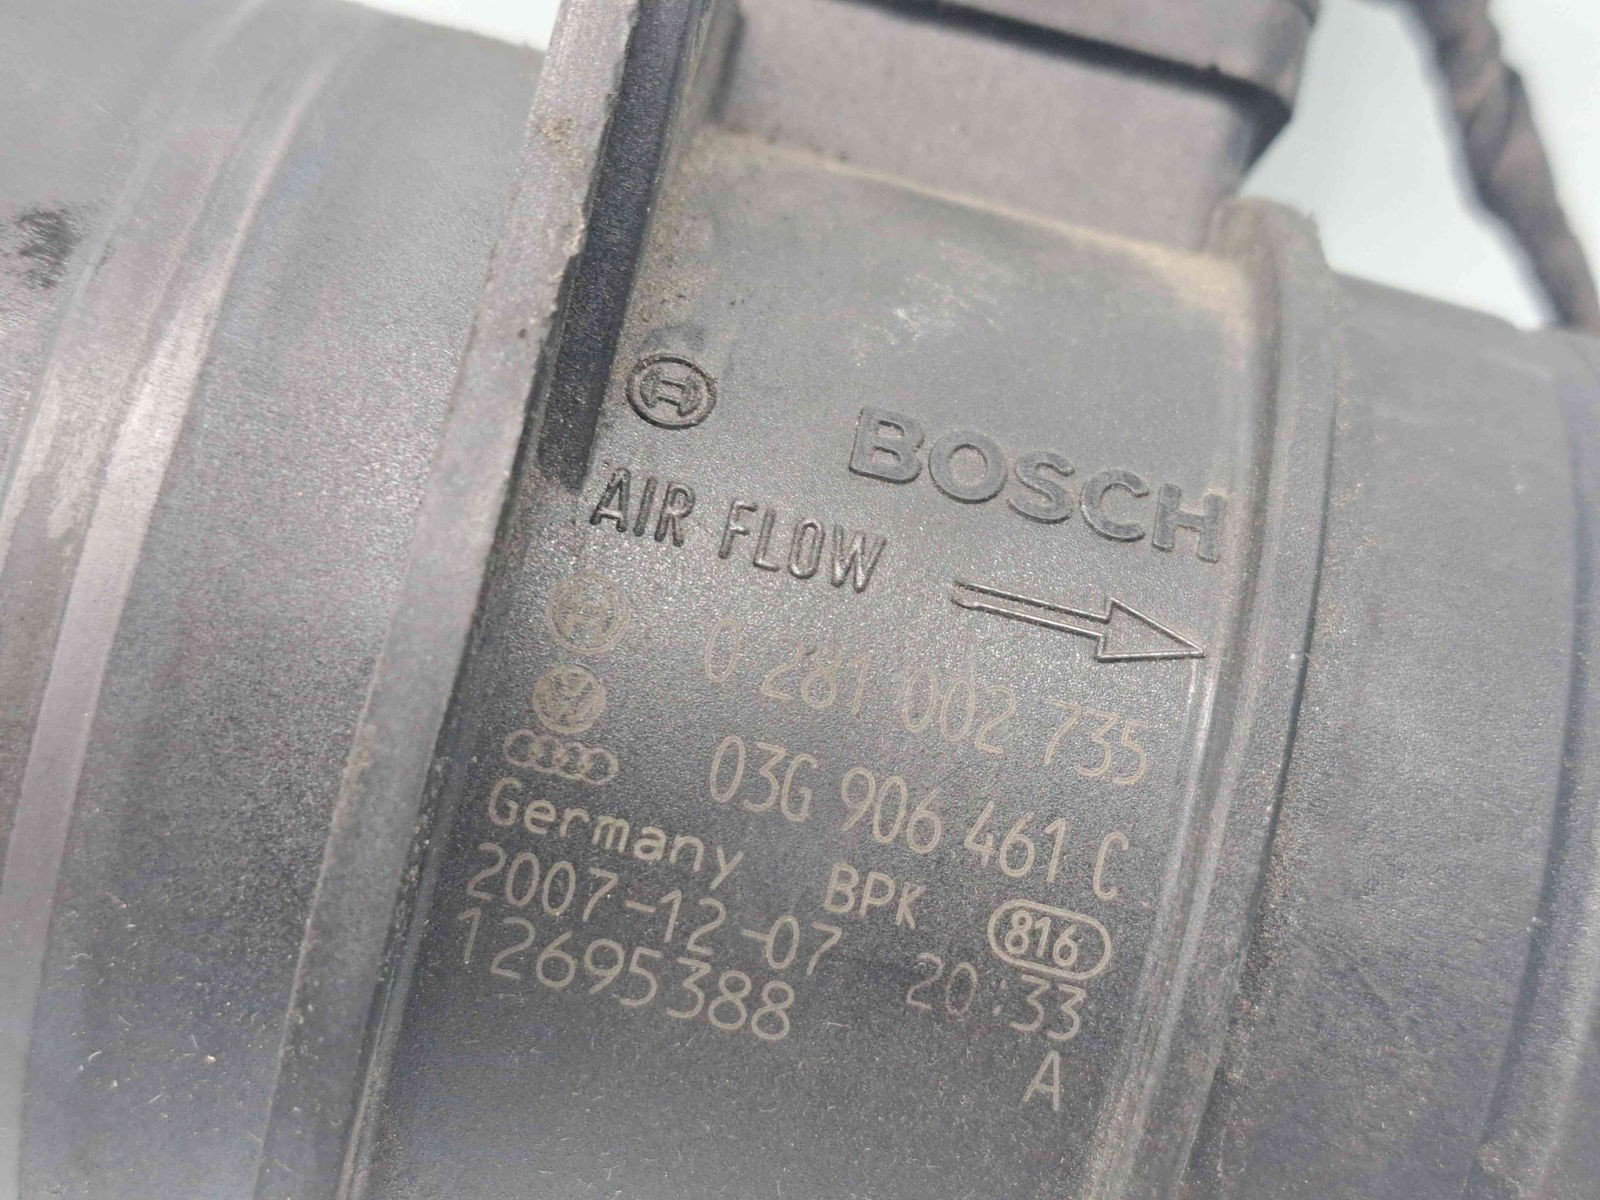 BOSCH
AIR FLOW
0 281 002 735
03G 906 461 C
Germany BPK 816
2007-12-07 20:33
12695388 A